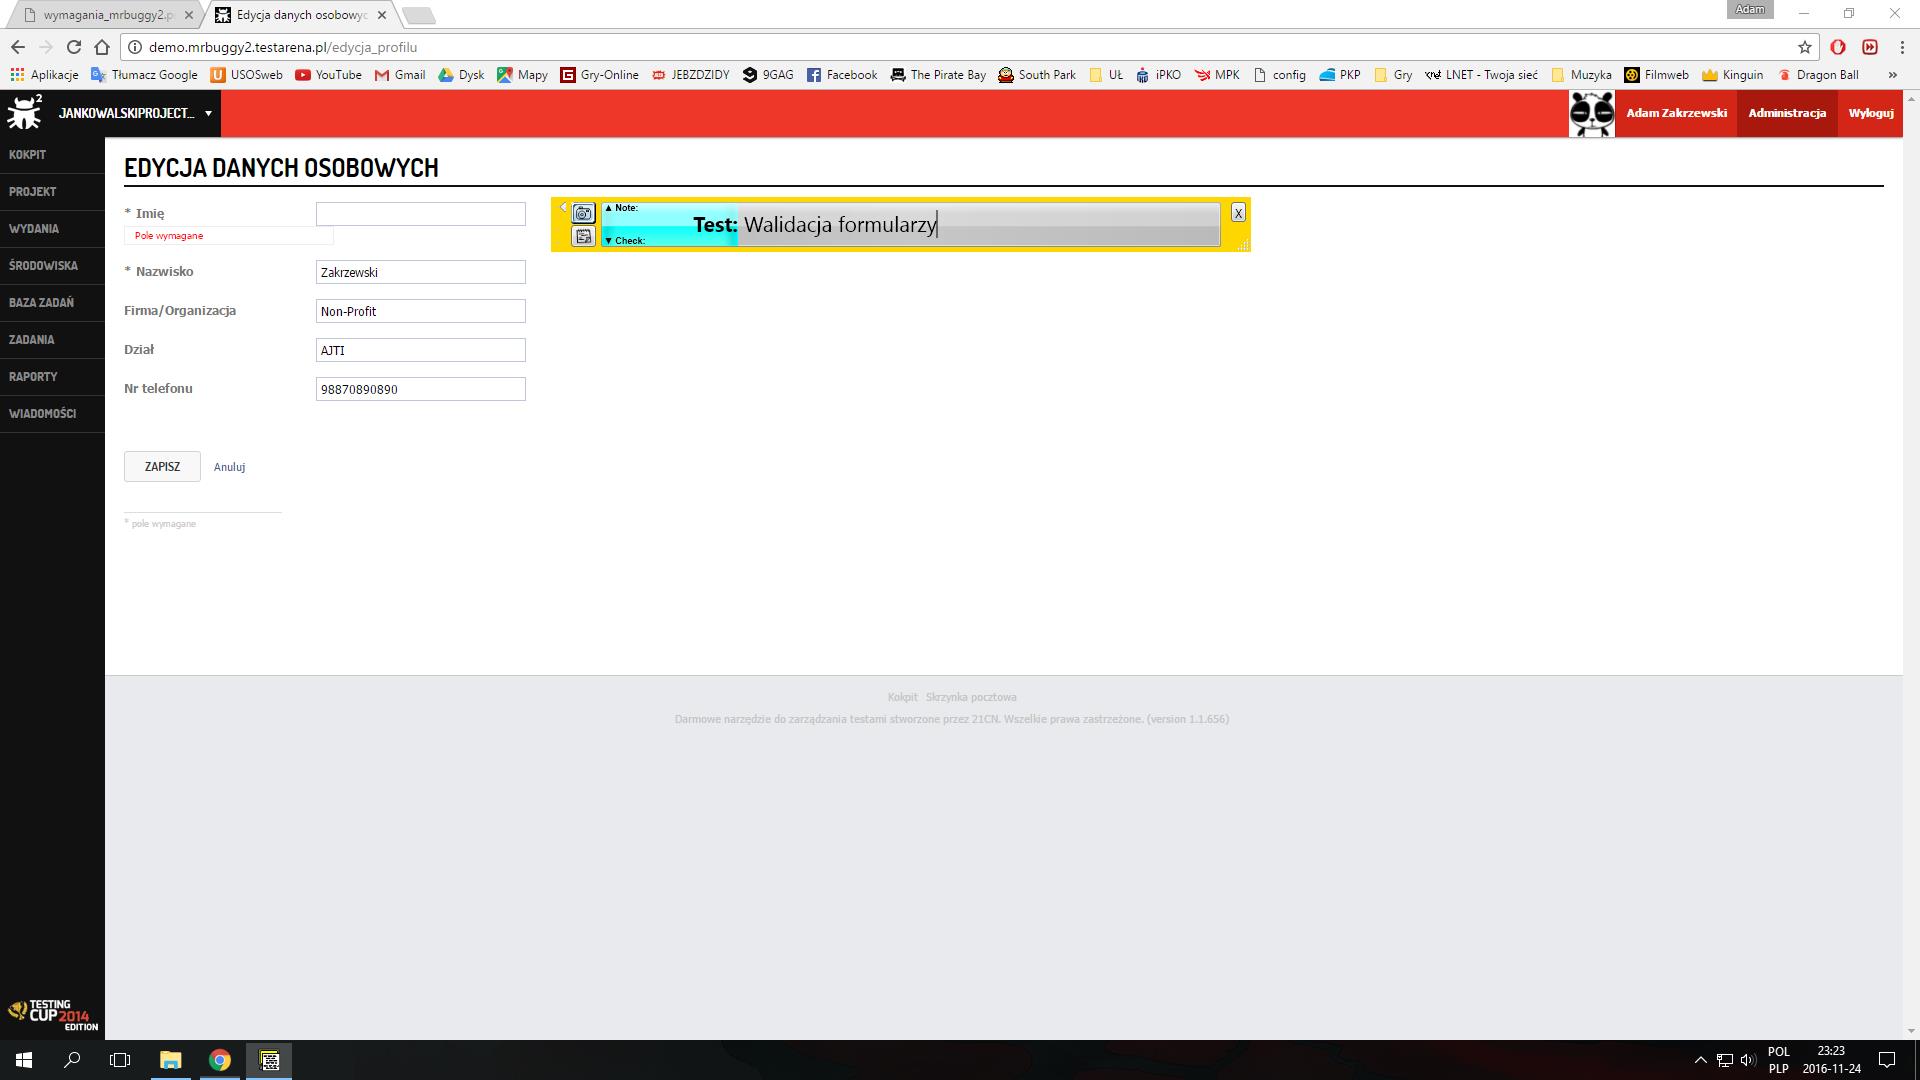 wymagania_mrbuggy2.p
Edycja danych osobowyc
Adam
demo.mrbuggy2.testarena.pl/edycja_profilu
Aplikacje
Tłumacz Google
USOSweb
YouTube
Gmail
Dysk
Mapy
Gry-Online
JEBZDZIDY
9GAG
Facebook
The Pirate Bay
South Park
UŁ
iPKO
MPK
config
PKP
Gry
LNET - Twoja sieć
Muzyka
Filmweb
Kinguin
Dragon Ball
»
2
JANKOWALSKIPROJECT...
Adam Zakrzewski
Administracja
Wyloguj
KOKPIT
PROJEKT
WYDANIA
ŚRODOWISKA
BAZA ZADAŃ
ZADANIA
RAPORTY
WIADOMOŚCI
EDYCJA DANYCH OSOBOWYCH
* Imię
Pole wymagane
* Nazwisko
Zakrzewski
Firma/Organizacja
Non-Profit
Dział
AJTI
Nr telefonu
98870890890
ZAPISZ
Anuluj
* pole wymagane
▲ Note:
Test: Walidacja formularzy
▼ Check:
X
Kokpit Skrzynka pocztowa
Darmowe narzędzie do zarządzania testami stworzone przez 21CN. Wszelkie prawa zastrzeżone. (version 1.1.656)
TESTING
CUP 2014
EDITION
POL
PLP
23:23
2016-11-24